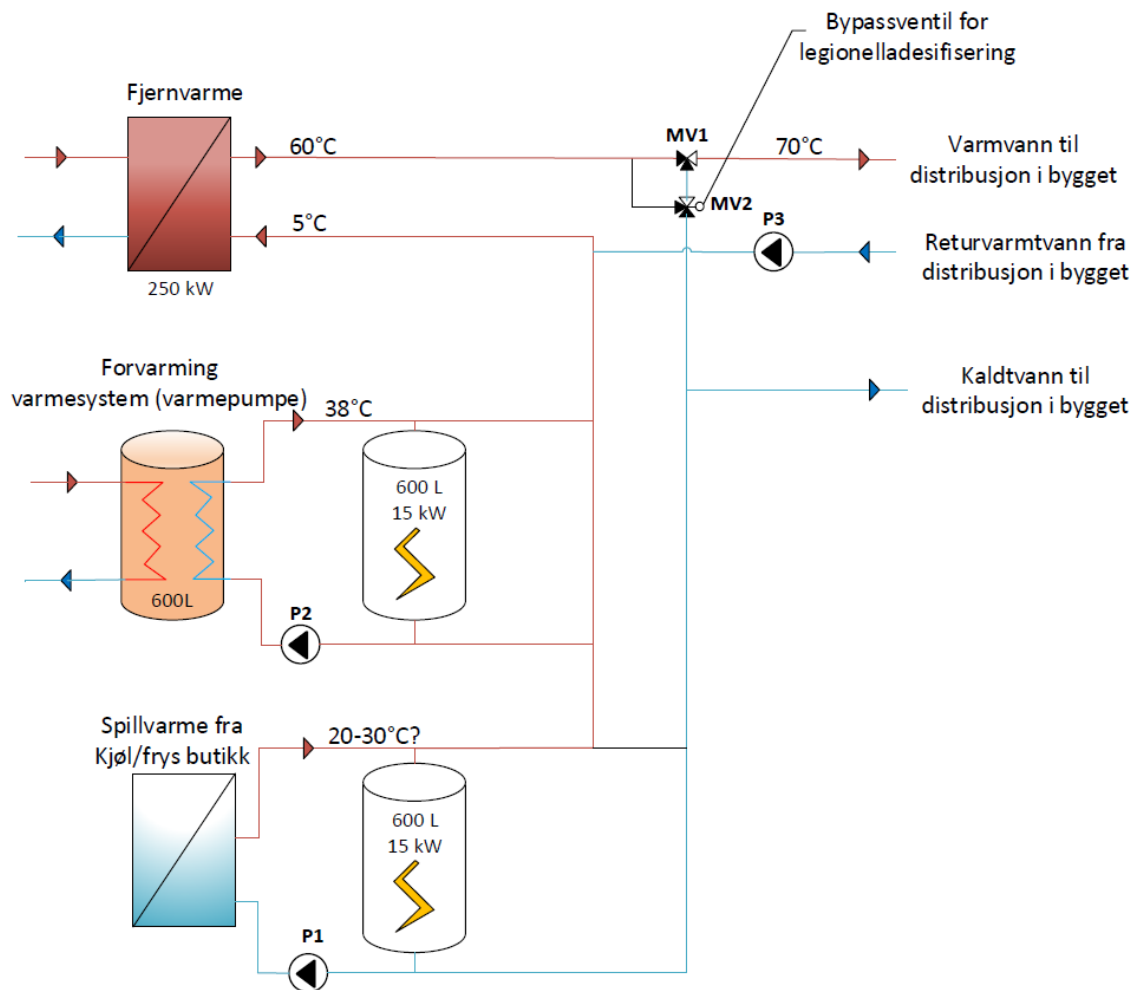 Bypassventil for
legionelladesifisering
Fjernvarme
60°C
MV1
70°C
Varmvann til
distribusjon i bygget
MV2
5°C
P3
Returvarmtvann fra
distribusjon i bygget
250 kW
Forvarming
varmesystem (varmepumpe)
38°C
Kaldtvann til
distribusjon i bygget
600 L
15 kW
600L
P2
Spillvarme fra
Kjøl/frys butikk
20-30°C?
600 L
15 kW
P1